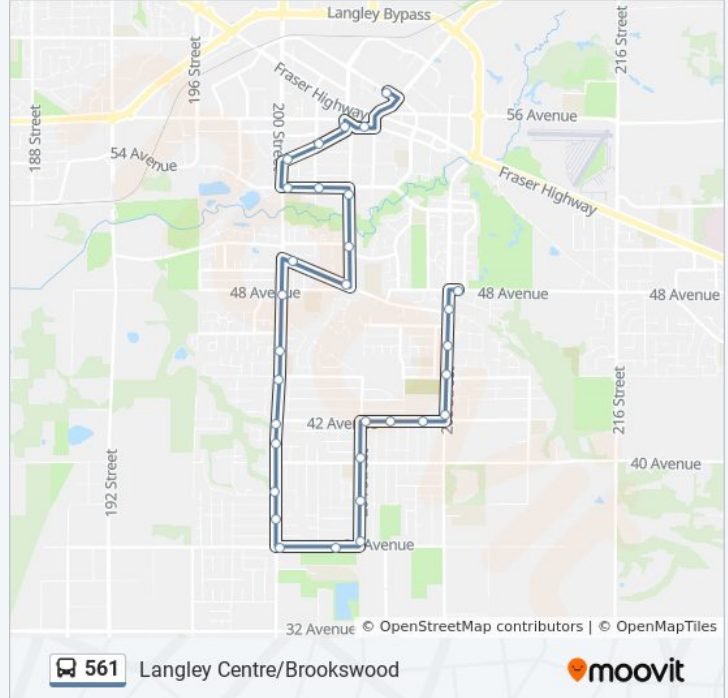 Langley Bypass
196 Street
216 Street
Fraser Highway
188 Street
200 Stree
56 Avenue
54 Avenue
Fraser Highway
48 Avenue
48 Avenue
48 Avenue
216 Street
42 Aven
192 Street
40 Avenue
Avenue
32 Avenue
© OpenStreetMap contributors | © OpenMapTiles
561 Langley Centre/Brookswood
moovit